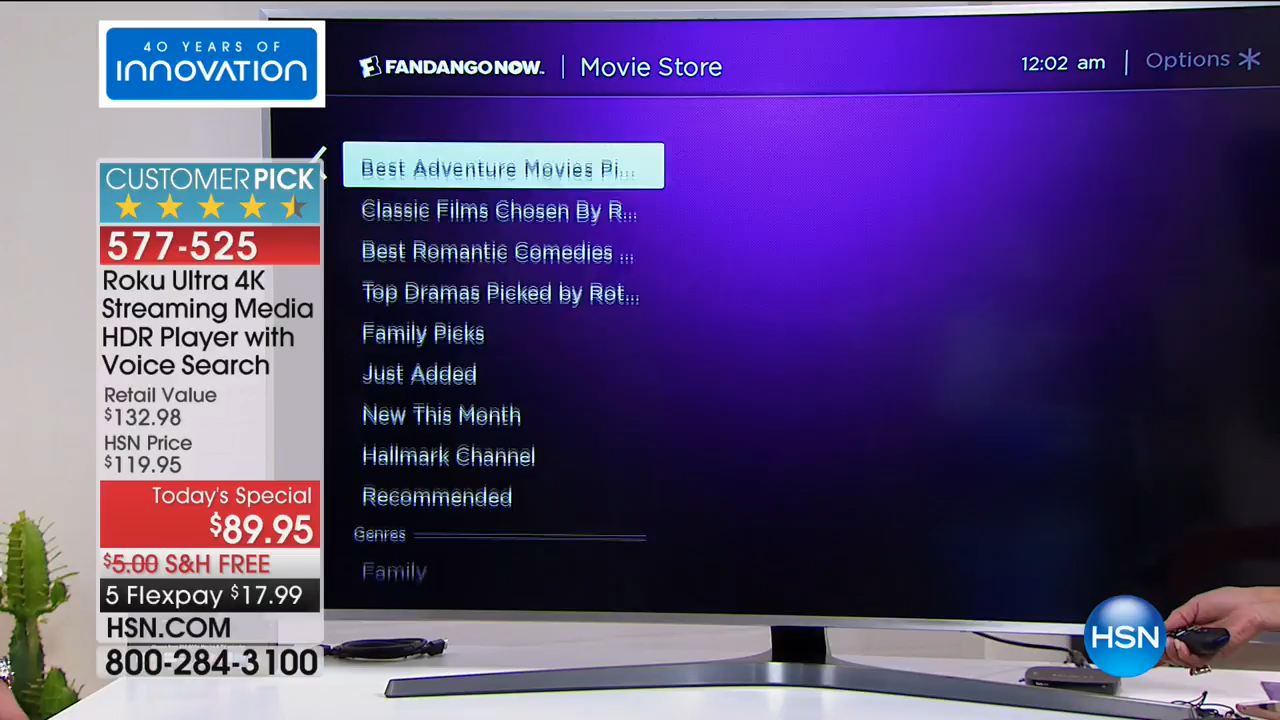 40 YEARS OF
INNOVATION
CUSTOMER PICK
577-525
Roku Ultra 4K
Streaming Media
HDR Player with
Voice Search
Retail Value
$132.98
HSN Price
$119.95
Today's Special
$89.95
$5.00 S&H FREE
5 Flexpay $17.99
HSN.COM
800-284-3100
FANDANGONOW | Movie Store
12:02 am | Options
Best Adventure Movies Pi...
Classic Films Chosen By R...
Best Romantic Comedies ...
Top Dramas Picked by Rot...
Family Picks
Just Added
New This Month
Hallmark Channel
Recommended
Genres
Family
HSN